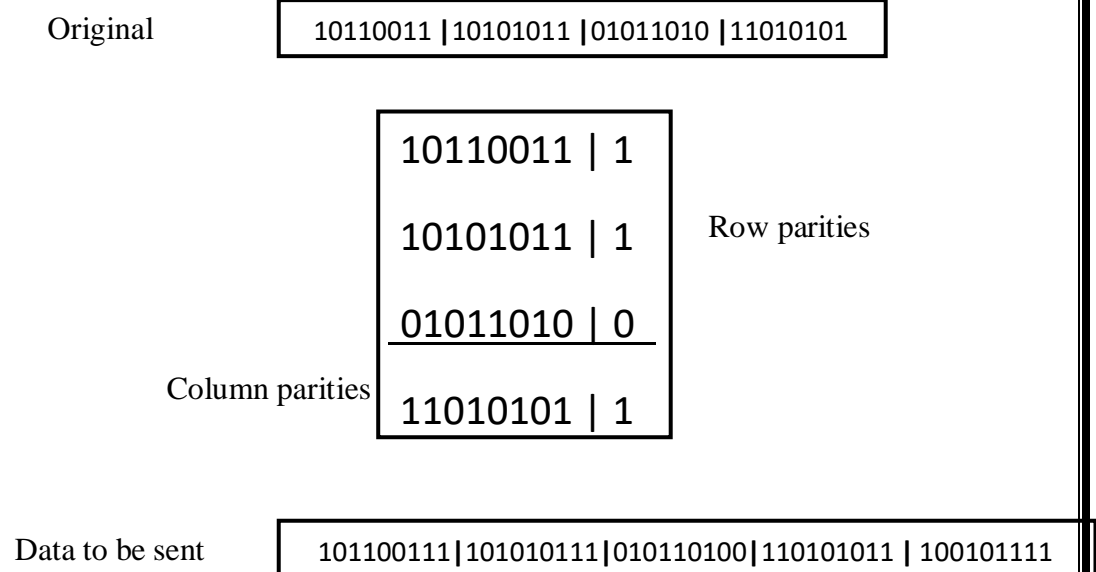 Original
10110011 |10101011 |01011010 |11010101
10110011 | 1
10101011 | 1
Row parities
01011010 | 0
Column parities
11010101 | 1
Data to be sent
101100111|101010111|010110100|110101011 | 100101111